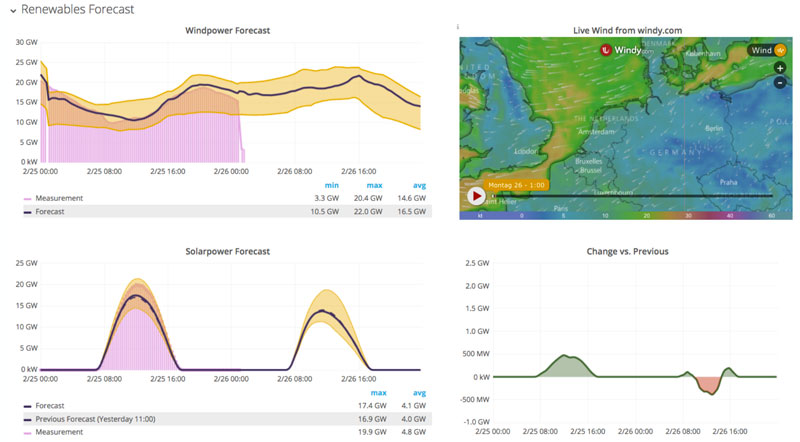 Renewables Forecast
Windpower Forecast
30 GW
25 GW
20 GW
15 GW
10 GW
5 GW
0 kW
2/25 00:00 2/25 08:00 2/25 16:00 2/26 00:00 2/26 08:00 2/26 16:00
min max avg
Measurement 3.3 GW 20.4 GW 14.6 GW
Forecast 10.5 GW 22.0 GW 16.5 GW
Live Wind from windy.com
DENMARK
Windy.com
København
Wind
+
-
THE NETHERLANDS
Amsterdam
Berlin
London
GERMANY
Bruxelles
- Brussel
Praha
Montag 26 - 1:00
Luxembourg
Saint Helier
Paris
kt 0 5 10 20 30 40 60
Solarpower Forecast
25 GW
20 GW
15 GW
10 GW
5 GW
0 kW
2/25 00:00 2/25 08:00 2/25 16:00 2/26 00:00 2/26 08:00 2/26 16:00
max avg
Forecast 17.4 GW 4.1 GW
Previous Forecast (Yesterday 11:00) 16.9 GW 4.0 GW
Measurement 19.9 GW 4.8 GW
Change vs. Previous
2.5 GW
2.0 GW
1.5 GW
1.0 GW
500 MW
0 kW
-500 MW
-1.0 GW
2/25 00:00 2/25 08:00 2/25 16:00 2/26 00:00 2/26 08:00 2/26 16:00